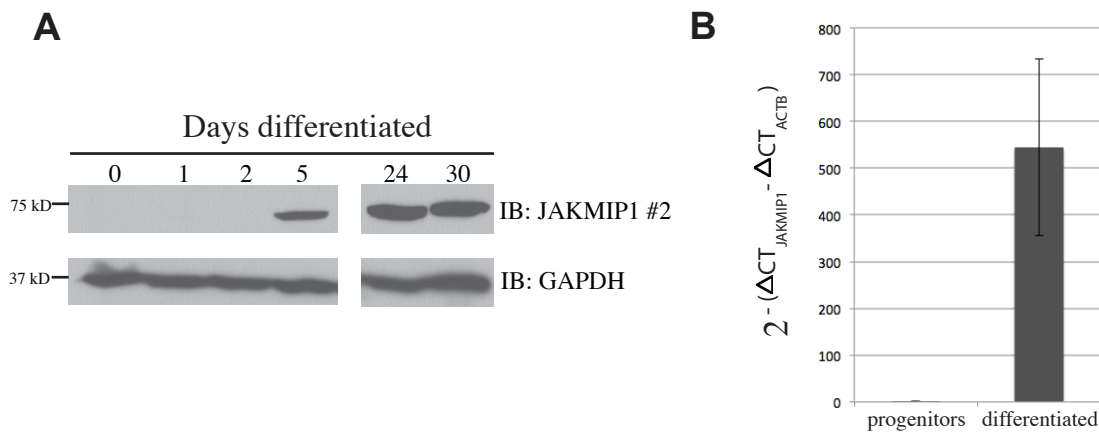 A
Days differentiated
0 1 2 5 24 30
75 kD
IB: JAKMIP1 #2
37 kD
IB: GAPDH
B
2 - (ΔCT JAKMIP1 - ΔCT ACTB)
800
700
600
500
400
300
200
100
0
progenitors differentiated